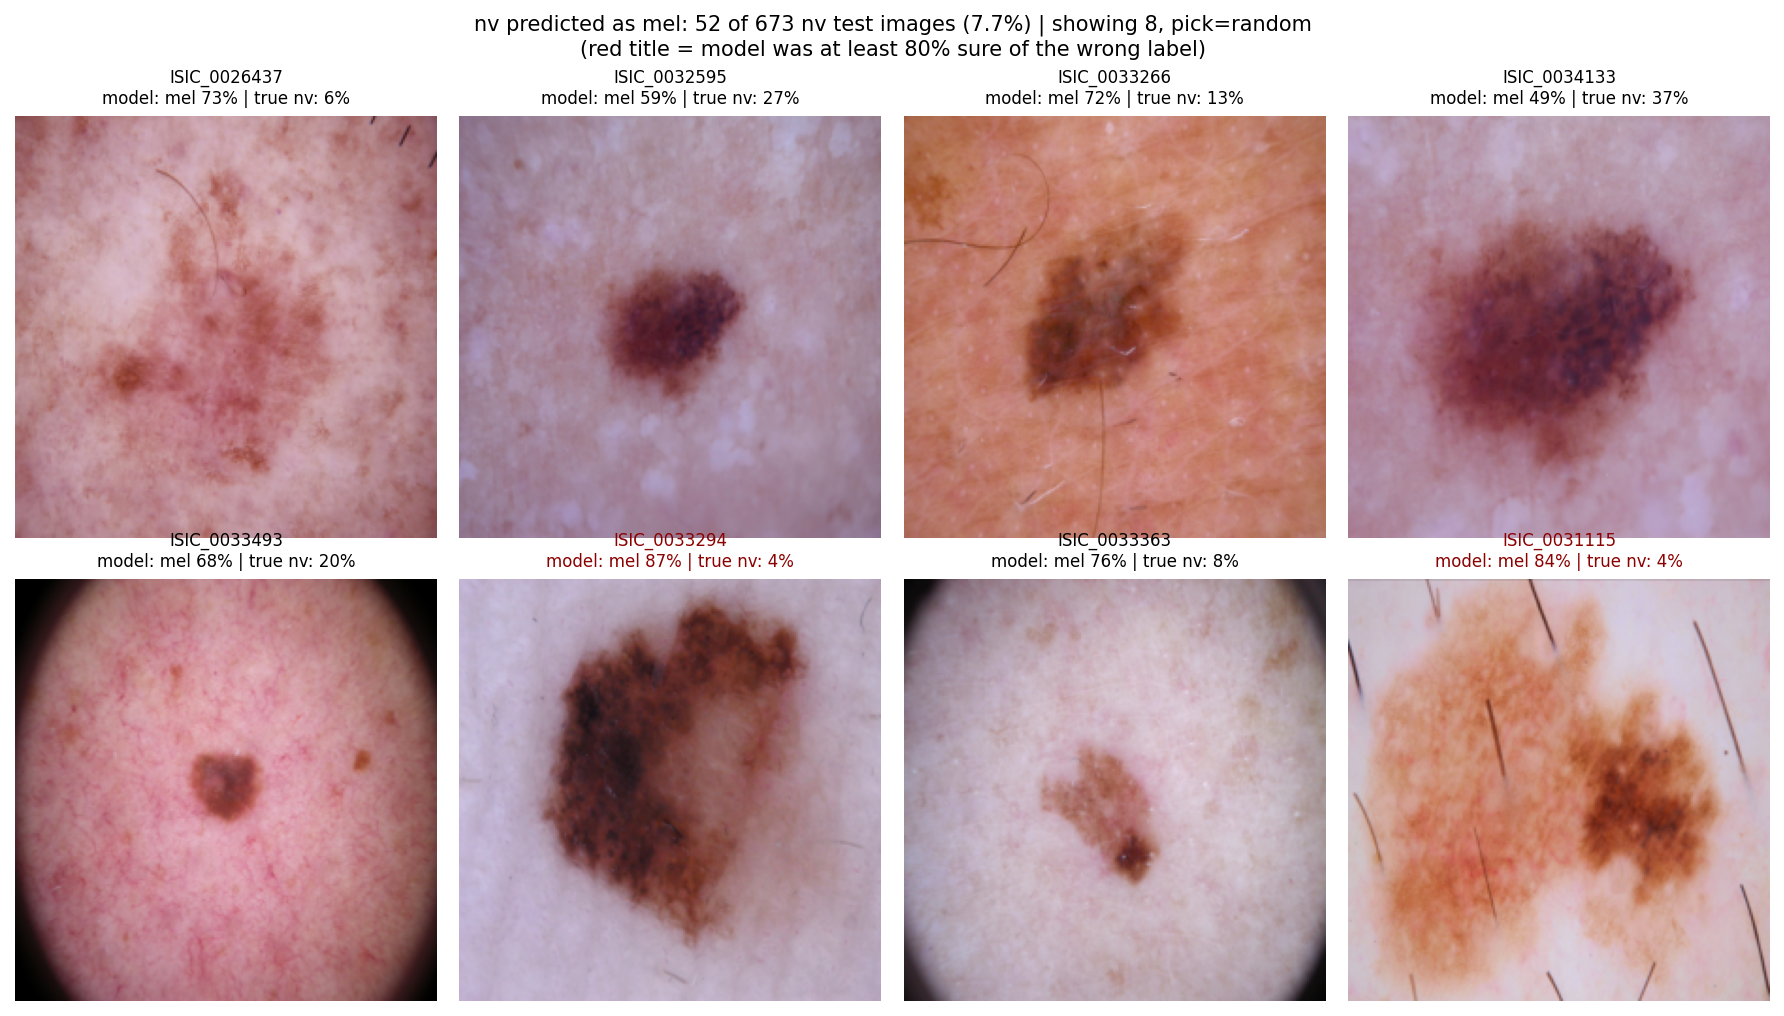 nv predicted as mel: 52 of 673 nv test images (7.7%) | showing 8, pick=random
(red title = model was at least 80% sure of the wrong label)
ISIC_0026437
model: mel 73% | true nv: 6%
ISIC_0032595
model: mel 59% | true nv: 27%
ISIC_0033266
model: mel 72% | true nv: 13%
ISIC_0034133
model: mel 49% | true nv: 37%
ISIC_0033493
model: mel 68% | true nv: 20%
ISIC_0033294
model: mel 87% | true nv: 4%
ISIC_0033363
model: mel 76% | true nv: 8%
ISIC_0031115
model: mel 84% | true nv: 4%